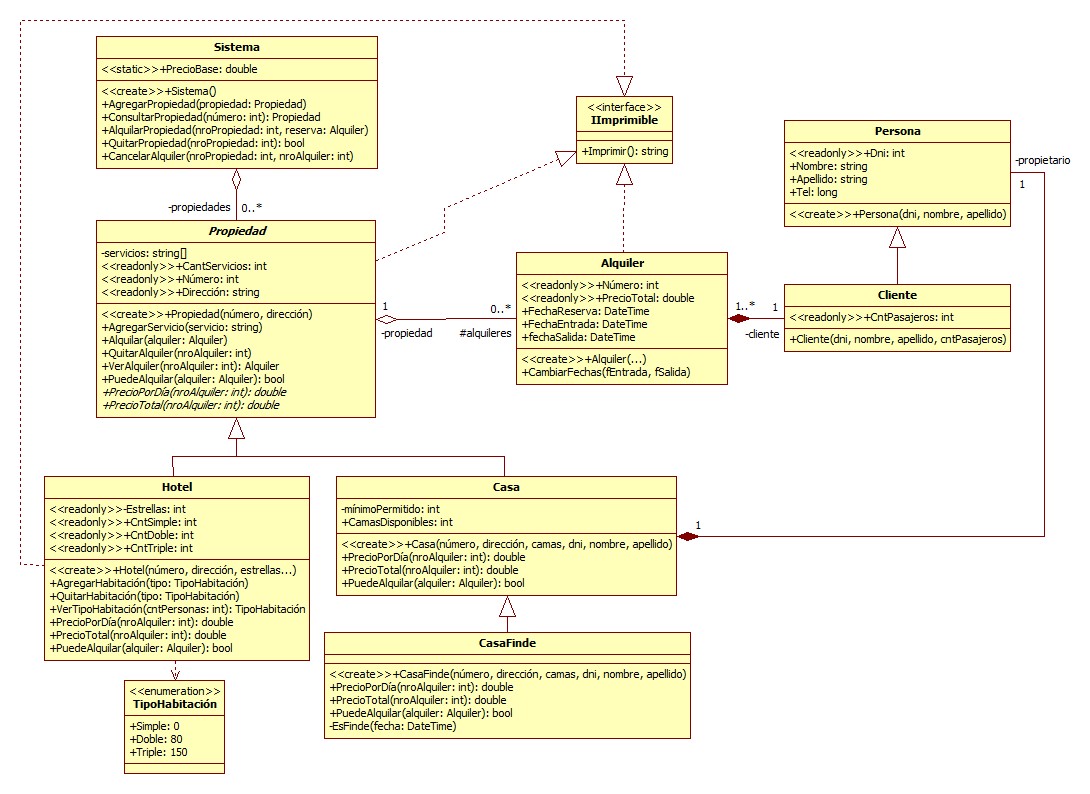 Sistema
<<static>>+PrecioBase: double
<<create>>+Sistema()
+AgregarPropiedad(propiedad: Propiedad)
+ConsultarPropiedad(número: int): Propiedad
+AlquilarPropiedad(nroPropiedad: int, reserva: Alquiler)
+QuitarPropiedad(nroPropiedad: int): bool
+CancelarAlquiler(nroPropiedad: int, nroAlquiler: int)
<<interface>>
IImprimible
+Imprimir(): string
Persona
<<readonly>>+Dni: int
+Nombre: string
+Apellido: string
+Tel: long
<<create>>+Persona(dni, nombre, apellido)
-propietario
1
-propiedades
0..*
Propiedad
-servicios: string[]
<<readonly>>+CantServicios: int
<<readonly>>+Número: int
<<readonly>>+Dirección: string
<<create>>+Propiedad(número, dirección)
+AgregarServicio(servicio: string)
+Alquilar(alquiler: Alquiler)
+QuitarAlquiler(nroAlquiler: int)
+VerAlquiler(nroAlquiler: int): Alquiler
+PuedeAlquilar(alquiler: Alquiler): bool
+PrecioPorDía(nroAlquiler: int): double
+PrecioTotal(nroAlquiler: int): double
1
-propiedad
0..*
#alquileres
Alquiler
<<readonly>>+Número: int
<<readonly>>+PrecioTotal: double
+FechaReserva: DateTime
+FechaEntrada: DateTime
+fechaSalida: DateTime
<<create>>+Alquiler(...)
+CambiarFechas(fEntrada, fSalida)
1..*
1
-cliente
Cliente
<<readonly>>+CntPasajeros: int
+Cliente(dni, nombre, apellido, cntPasajeros)
Hotel
<<readonly>>-Estrellas: int
<<readonly>>+CntSimple: int
<<readonly>>+CntDoble: int
<<readonly>>+CntTriple: int
<<create>>+Hotel(número, dirección, estrellas...)
+AgregarHabitación(tipo: TipoHabitación)
+QuitarHabitación(tipo: TipoHabitación)
+VerTipoHabitación(cntPersonas: int): TipoHabitación
+PrecioPorDía(nroAlquiler: int): double
+PrecioTotal(nroAlquiler: int): double
+PuedeAlquilar(alquiler: Alquiler): bool
Casa
-mínimoPermitido: int
+CamasDisponibles: int
<<create>>+Casa(número, dirección, camas, dni, nombre, apellido)
+PrecioPorDía(nroAlquiler: int): double
+PrecioTotal(nroAlquiler: int): double
+PuedeAlquilar(alquiler: Alquiler): bool
1
CasaFinde
<<create>>+CasaFinde(número, dirección, camas, dni, nombre, apellido)
+PrecioPorDía(nroAlquiler: int): double
+PrecioTotal(nroAlquiler: int): double
+PuedeAlquilar(alquiler: Alquiler): bool
-EsFinde(fecha: DateTime)
<<enumeration>>
TipoHabitación
+Simple: 0
+Doble: 80
+Triple: 150